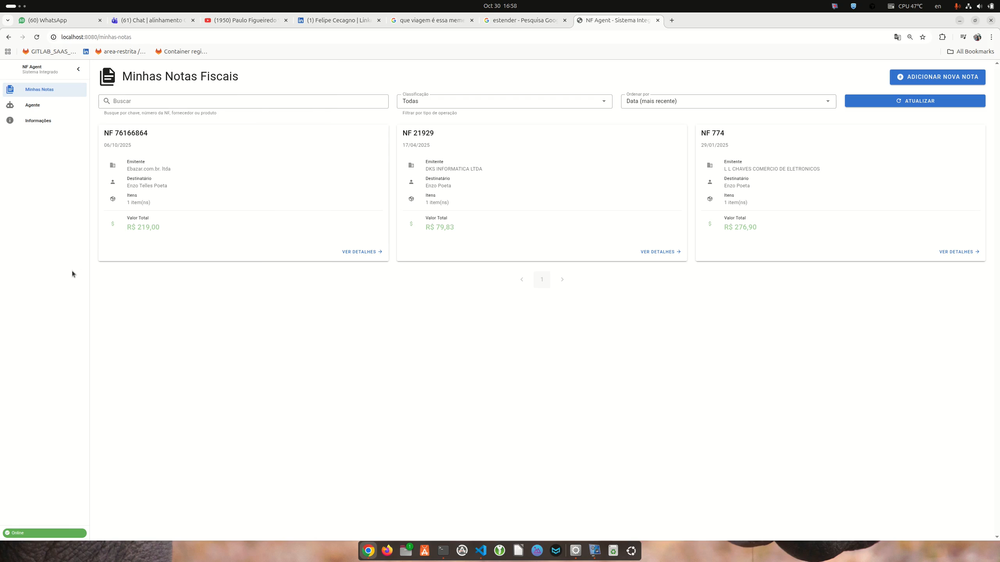 Oct 30 16:58
CPU 47°C
en
(60) WhatsApp
(61) Chat | alinhamento
(1950) Paulo Figueiredo
(1) Felipe Cecagno | Link
que viagem é essa meme
estender - Pesquisa Goo
NF Agent - Sistema Integ
localhost:8080/minhas-notas
GITLAB_SAAS_...
area-restrita /...
Container regi...
All Bookmarks
NF Agent
Sistema Integrado
Minhas Notas
Agente
Informações
Minhas Notas Fiscais
ADICIONAR NOVA NOTA
Buscar
Busque por chave, número da NF, fornecedor ou produto
Classificação
Todas
Filtrar por tipo de operação
Ordenar por
Data (mais recente)
ATUALIZAR
NF 76166864
06/10/2025
Emitente
Ebazar.com.br. ltda
Destinatário
Enzo Telles Poeta
Itens
1 item(ns)
Valor Total
R$ 219,00
VER DETALHES
NF 21929
17/04/2025
Emitente
DKS INFORMATICA LTDA
Destinatário
Enzo Poeta
Itens
1 item(ns)
Valor Total
R$ 79,83
VER DETALHES
NF 774
29/01/2025
Emitente
L L CHAVES COMERCIO DE ELETRONICOS
Destinatário
Enzo Poeta
Itens
1 item(ns)
Valor Total
R$ 276,90
VER DETALHES
1
Online
1